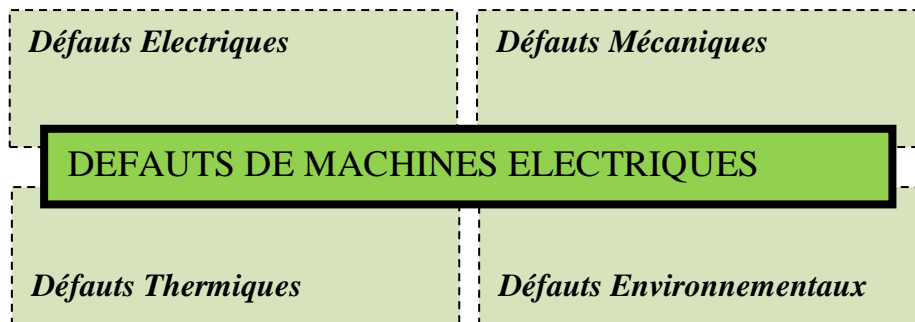 Défauts Electriques
Défauts Mécaniques
DEFAUTS DE MACHINES ELECTRIQUES
Défauts Thermiques
Défauts Environnementaux